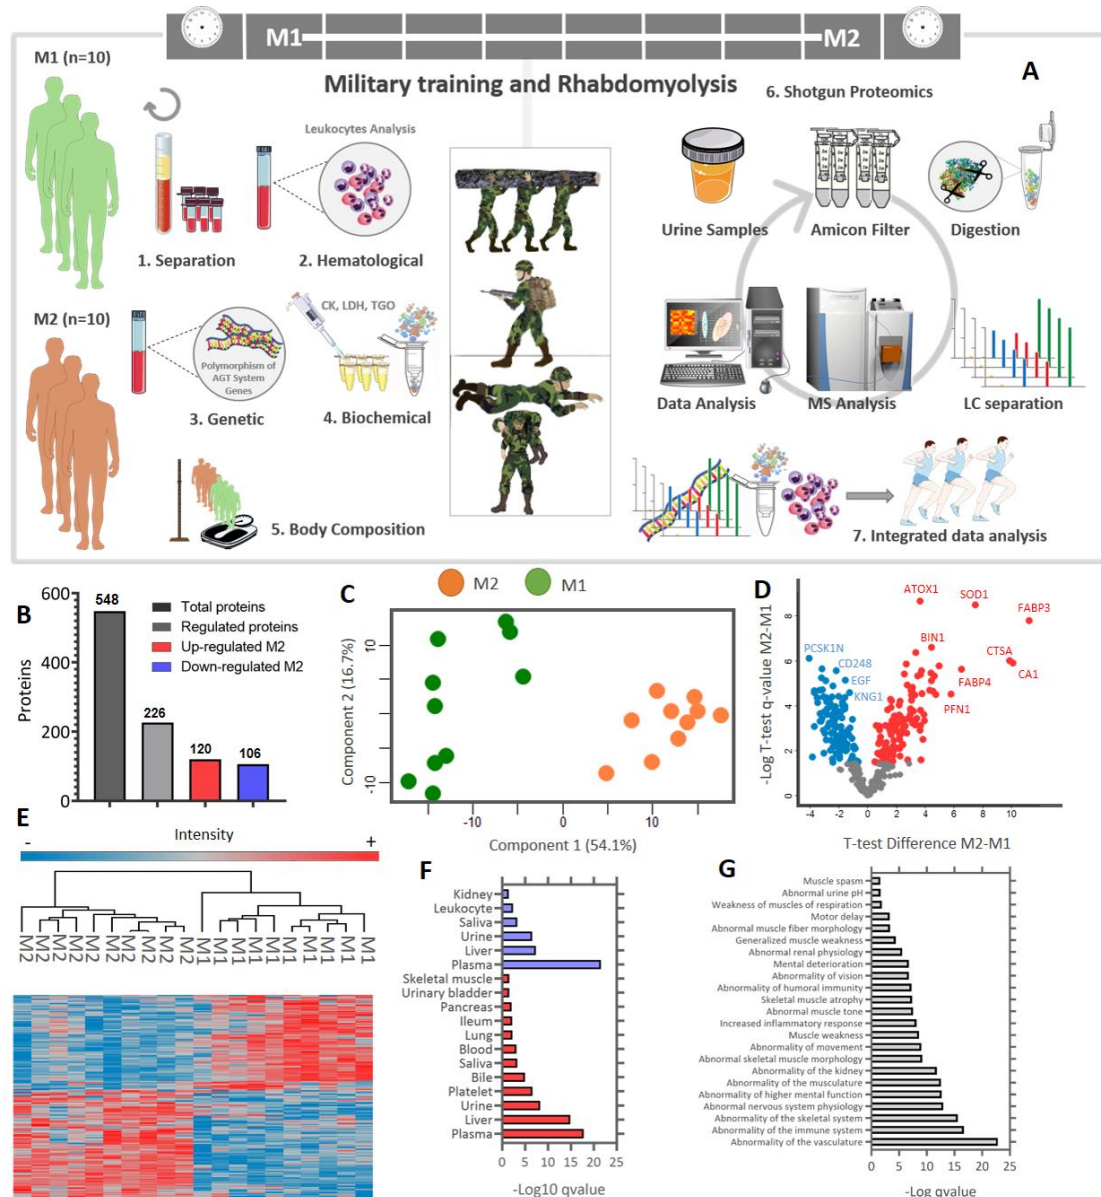 M1
M2
M1 (n=10)
Military training and Rhabdomyolysis
A
6. Shotgun Proteomics
Leukocytes Analysis
1. Separation
2. Hematological
Urine Samples
Amicon Filter
Digestion
M2 (n=10)
CK, LDH, TGO
Polymorphism of
AGT System
Genes
3. Genetic
4. Biochemical
Data Analysis
MS Analysis
LC separation
5. Body Composition
7. Integrated data analysis
B
Proteins
600
400
200
0
548
226
120
106
Total proteins
Regulated proteins
Up-regulated M2
Down-regulated M2
C
M2
M1
Component 2 (16.7%)
10
-10
-10
0
10
Component 1 (54.1%)
D
-Log T-test q-value M2-M1
8
6
4
2
0
ATOX1
SOD1
FABP3
BIN1
CTSA
CA1
FABP4
PFN1
PCSK1N
CD248
EGF
KNG1
-4
-2
0
2
4
6
8
10
T-test Difference M2-M1
E
Intensity
-
+
M2
M2
M2
M2
M2
M2
M2
M2
M2
M2
M1
M1
M1
M1
M1
M1
M1
M1
M1
M1
F
Kidney
Leukocyte
Saliva
Urine
Liver
Plasma
Skeletal muscle
Urinary bladder
Pancreas
Ileum
Lung
Blood
Saliva
Bile
Platelet
Urine
Liver
Plasma
0
5
10
15
20
25
-Log10 qvalue
G
Muscle spasm
Abnormal urine pH
Weakness of muscles of respiration
Motor delay
Abnormal muscle fiber morphology
Generalized muscle weakness
Abnormal renal physiology
Mental deterioration
Abnormality of vision
Abnormality of humoral immunity
Skeletal muscle atrophy
Abnormal muscle tone
Increased inflammatory response
Muscle weakness
Abnormality of movement
Abnormal skeletal muscle morphology
Abnormality of the kidney
Abnormality of the musculature
Abnormality of higher mental function
Abnormal nervous system physiology
Abnormality of the skeletal system
Abnormality of the immune system
Abnormality of the vasculature
0
5
10
15
20
25
-Log qvalue